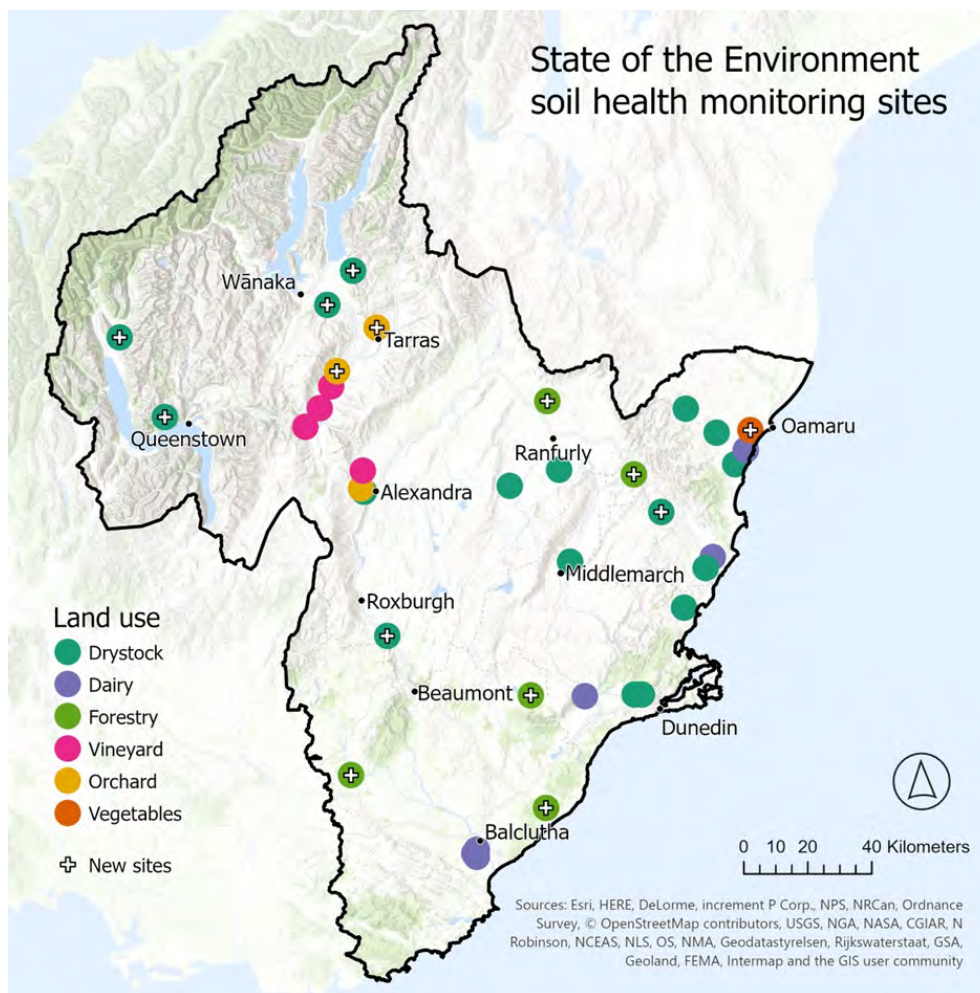 State of the Environment
soil health monitoring sites
Wānaka
Tarras
Queenstown
Oamaru
Ranfurly
Alexandra
Middlemarch
Roxburgh
Beaumont
Dunedin
Balclutha
Land use
Drystock
Dairy
Forestry
Vineyard
Orchard
Vegetables
New sites
0 10 20 40 Kilometers
Sources: Esri, HERE, DeLorme, increment P Corp., NPS, NRCan, Ordnance
Survey, © OpenStreetMap contributors, USGS, NGA, NASA, CGIAR, N
Robinson, NCEAS, NLS, OS, NMA, Geodatastyrelsen, Rijkswaterstaat, GSA,
Geoland, FEMA, Intermap and the GIS user community